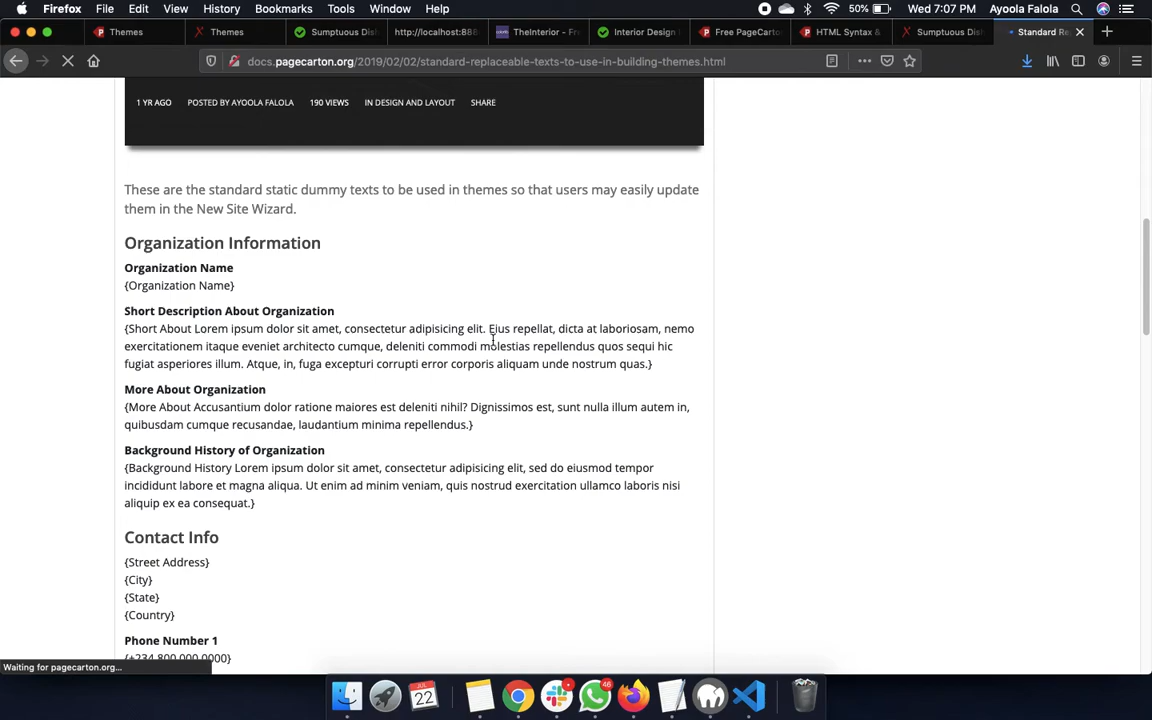 Firefox File Edit View History Bookmarks Tools Window Help 50% Wed 7:07 PM Ayoola Falola
Themes Themes Sumptuous Dis http://localhost:888 TheInterior - Fre Interior Design Free PageCarto HTML Syntax & Sumptuous Dis Standard Re
docs.pagecarton.org/2019/02/02/standard-replaceable-texts-to-use-in-building-themes.html
1 YR AGO POSTED BY AYOOLA FALOLA 190 VIEWS IN DESIGN AND LAYOUT SHARE
These are the standard static dummy texts to be used in themes so that users may easily update
them in the New Site Wizard.
Organization Information
Organization Name
{Organization Name}
Short Description About Organization
{Short About Lorem ipsum dolor sit amet, consectetur adipisicing elit. Eius repellat, dicta at laboriosam, nemo
exercitationem itaque eveniet architecto cumque, deleniti commodi molestias repellendus quos sequi hic
fugiat asperiores illum. Atque, in, fuga excepturi corrupti error corporis aliquam unde nostrum quas.}
More About Organization
{More About Accusantium dolor ratione maiores est deleniti nihil? Dignissimos est, sunt nulla illum autem in,
quibusdam cumque recusandae, laudantium minima repellendus.}
Background History of Organization
{Background History Lorem ipsum dolor sit amet, consectetur adipisicing elit, sed do eiusmod tempor
incididunt labore et magna aliqua. Ut enim ad minim veniam, quis nostrud exercitation ullamco laboris nisi
aliquip ex ea consequat.}
Contact Info
{Street Address}
{City}
{State}
{Country}
Phone Number 1
{+234 800 000 0000}
Waiting for pagecarton.org...
22
46